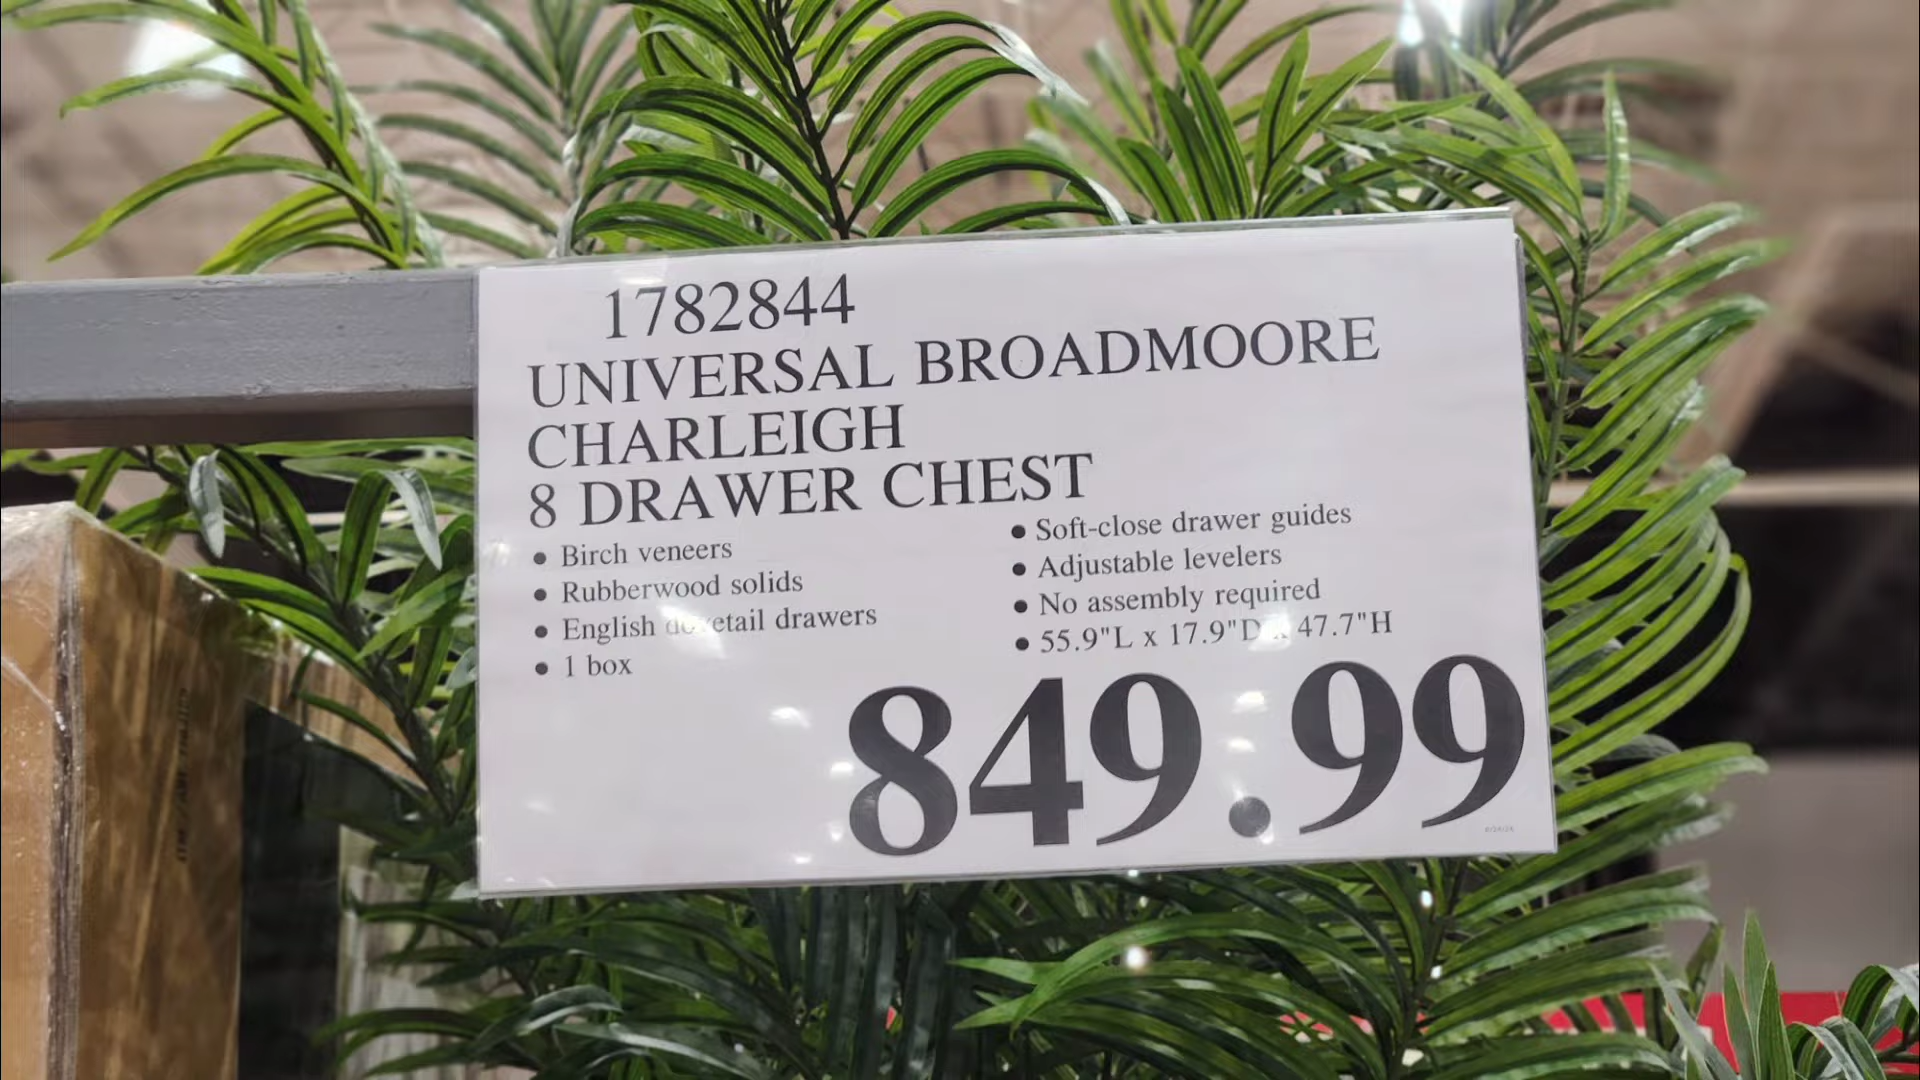 1782844
UNIVERSAL BROADMOORE
CHARLEIGH
8 DRAWER CHEST
• Birch veneers
• Rubberwood solids
• English dovetail drawers
• 1 box
• Soft-close drawer guides
• Adjustable levelers
• No assembly required
• 55.9"L x 17.9"D x 47.7"H
849.99